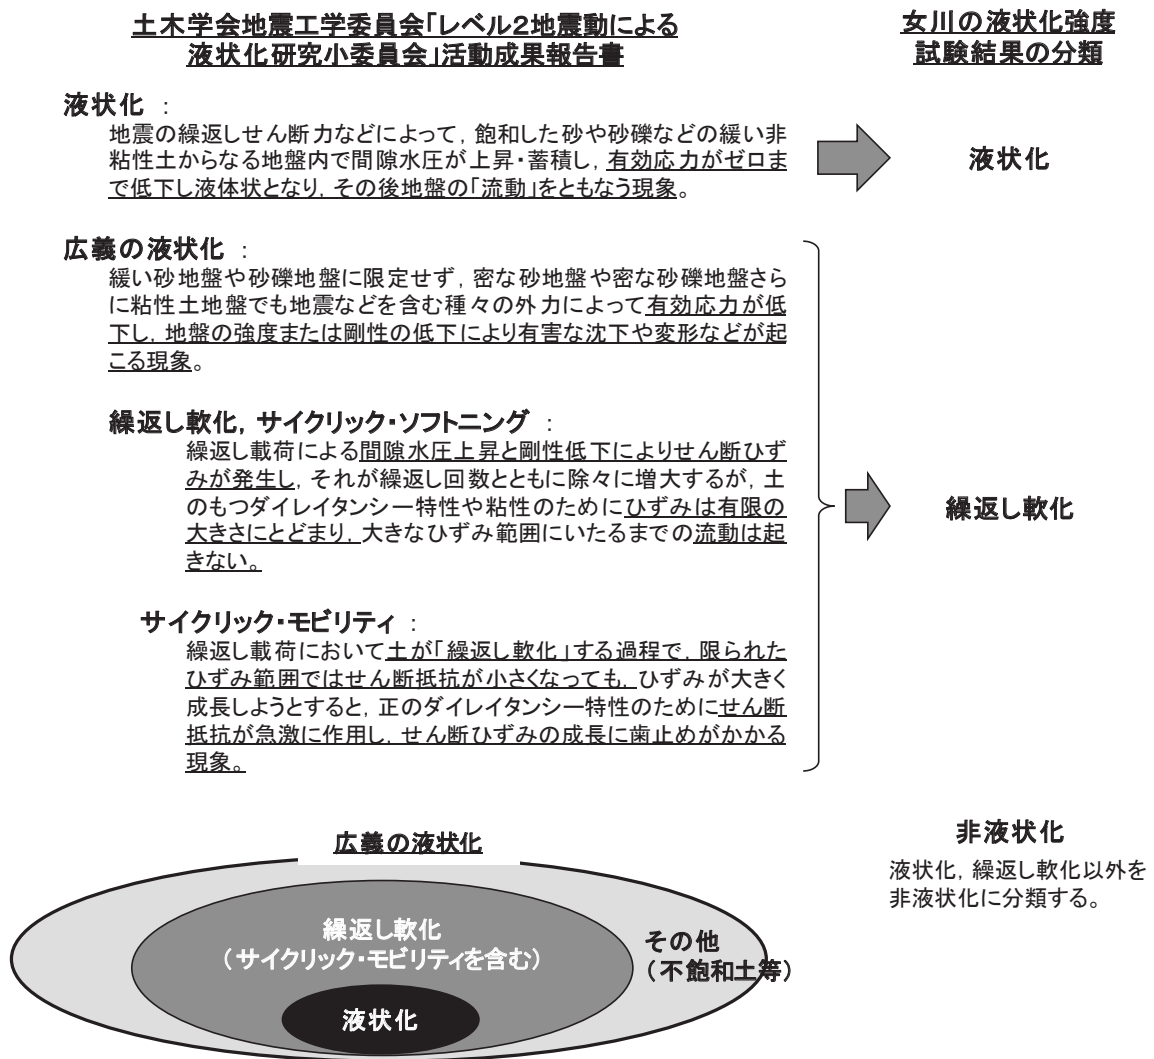 土木学会地震工学委員会「レベル2地震動による
液状化研究小委員会」活動成果報告書
女川の液状化強度
試験結果の分類
液状化 :
地震の繰返しせん断力などによって，飽和した砂や砂礫などの緩い非
粘性土からなる地盤内で間隙水圧が上昇・蓄積し，有効応力がゼロま
で低下し液体状となり，その後地盤の「流動」をともなう現象。
液状化
広義の液状化 :
緩い砂地盤や砂礫地盤に限定せず，密な砂地盤や密な砂礫地盤さら
に粘性土地盤でも地震などを含む種々の外力によって有効応力が低
下し，地盤の強度または剛性の低下により有害な沈下や変形などが起
こる現象。
繰返し軟化，サイクリック・ソフトニング :
繰返し載荷による間隙水圧上昇と剛性低下によりせん断ひず
みが発生し，それが繰返し回数とともに除々に増大するが，土
のもつダイレイタンシー特性や粘性のためにひずみは有限の
大きさにとどまり，大きなひずみ範囲にいたるまでの流動は起
きない。
繰返し軟化
サイクリック・モビリティ :
繰返し載荷において土が「繰返し軟化」する過程で，限られた
ひずみ範囲ではせん断抵抗が小さくなっても，ひずみが大きく
成長しようとすると，正のダイレイタンシー特性のためにせん断
抵抗が急激に作用し，せん断ひずみの成長に歯止めがかかる
現象。
非液状化
液状化，繰返し軟化以外を
非液状化に分類する。
広義の液状化
繰返し軟化
（サイクリック・モビリティを含む）
その他
（不飽和土等）
液状化